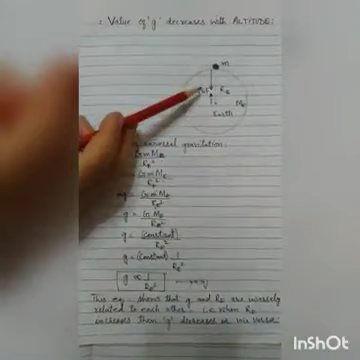 : Value of 'g' decreases with ALTITUDE:
m
RE
ME
Earth
universal gravitation:
GmME
RE²
= GmME
RE²
mg = GmME
RE²
g = GME
RE²
g = (constant)
RE²
g = (constant) 1
RE²
g ∝ 1
RE²
This eq. shows that g and RE are inversely
related to each other. i.e when RE
increases then 'g' decreases
InShOt